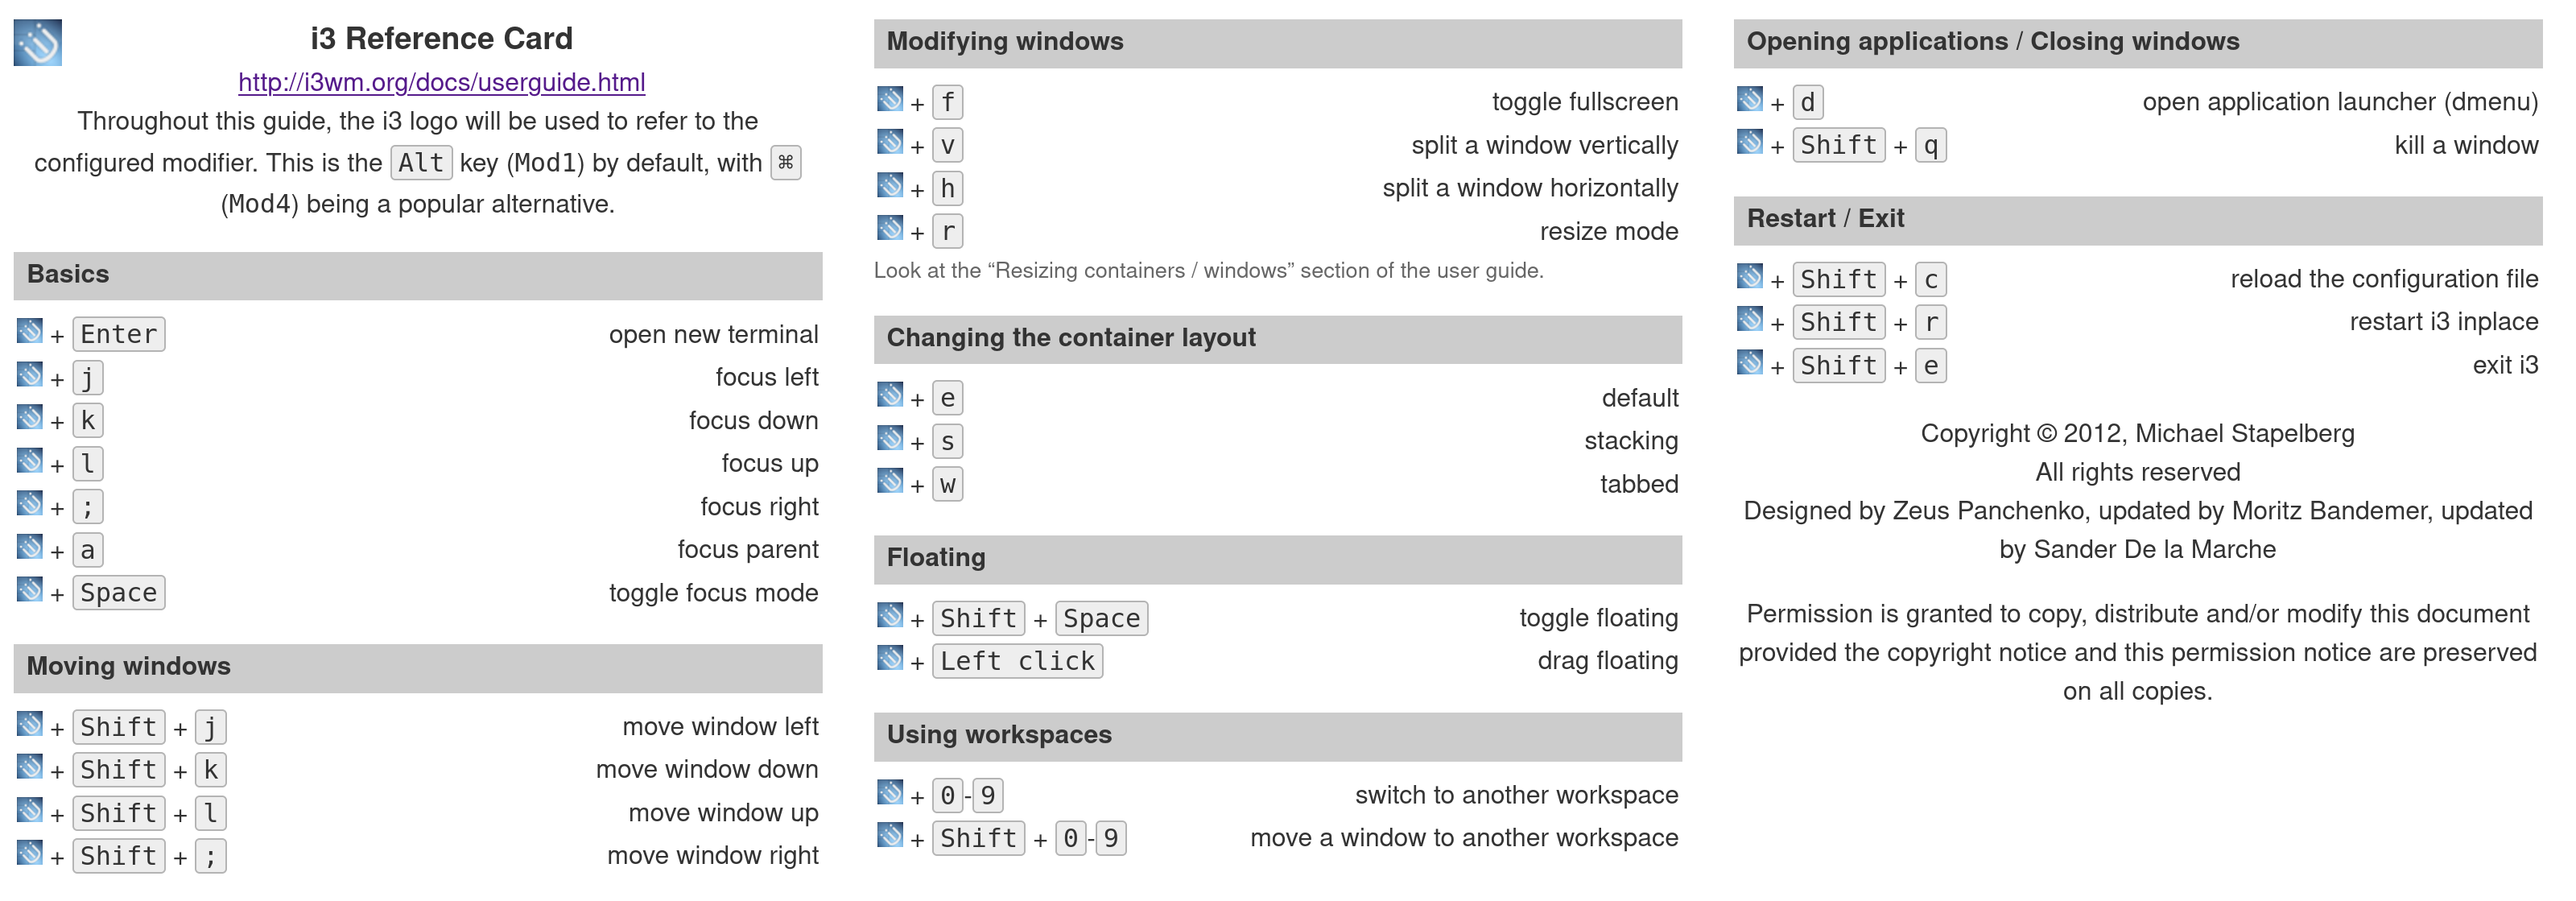 i3 Reference Card
http://i3wm.org/docs/userguide.html
Throughout this guide, the i3 logo will be used to refer to the
configured modifier. This is the Alt key (Mod1) by default, with ⌘
(Mod4) being a popular alternative.
Basics
+ Enter open new terminal
+ j focus left
+ k focus down
+ l focus up
+ ; focus right
+ a focus parent
+ Space toggle focus mode
Moving windows
+ Shift + j move window left
+ Shift + k move window down
+ Shift + l move window up
+ Shift + ; move window right
Modifying windows
+ f toggle fullscreen
+ v split a window vertically
+ h split a window horizontally
+ r resize mode
Look at the “Resizing containers / windows” section of the user guide.
Changing the container layout
+ e default
+ s stacking
+ w tabbed
Floating
+ Shift + Space toggle floating
+ Left click drag floating
Using workspaces
+ 0-9 switch to another workspace
+ Shift + 0-9 move a window to another workspace
Opening applications / Closing windows
+ d open application launcher (dmenu)
+ Shift + q kill a window
Restart / Exit
+ Shift + c reload the configuration file
+ Shift + r restart i3 inplace
+ Shift + e exit i3
Copyright © 2012, Michael Stapelberg
All rights reserved
Designed by Zeus Panchenko, updated by Moritz Bandemer, updated
by Sander De la Marche
Permission is granted to copy, distribute and/or modify this document
provided the copyright notice and this permission notice are preserved
on all copies.